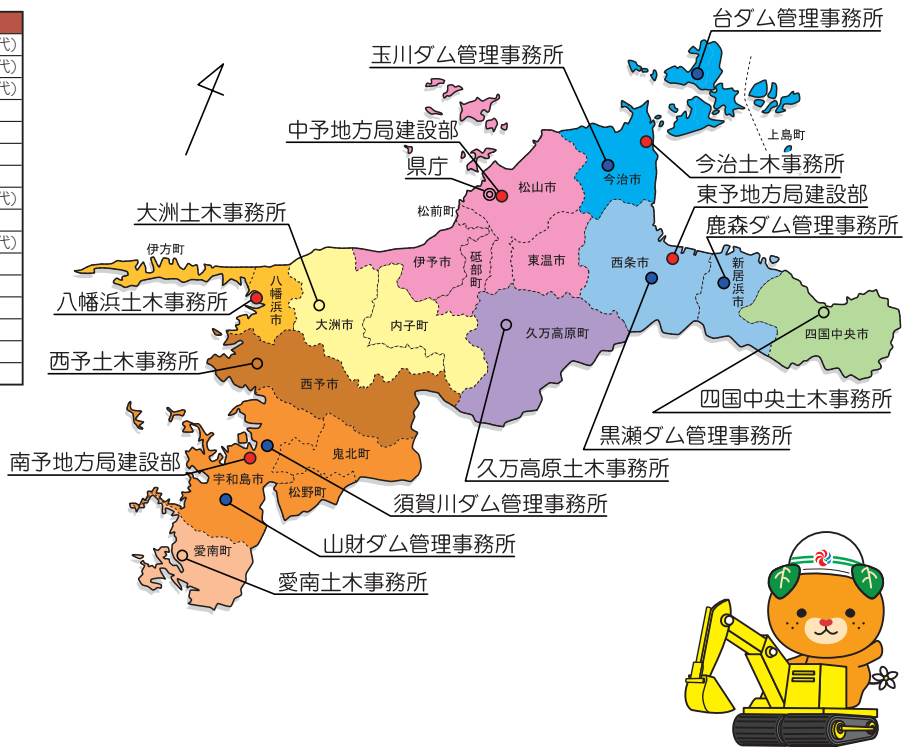 代)
代)
代)
代)
代)
台ダム管理事務所
玉川ダム管理事務所
上島町
中予地方局建設部
県庁
今治土木事務所
今治市
松山市
東予地方局建設部
松前町
大洲土木事務所
鹿森ダム管理事務所
伊方町
伊予市
砥部町
東温市
西条市
新居浜市
八幡浜市
八幡浜土木事務所
大洲市
内子町
久万高原町
四国中央市
西予土木事務所
西予市
四国中央土木事務所
黒瀬ダム管理事務所
鬼北町
南予地方局建設部
久万高原土木事務所
宇和島市
松野町
須賀川ダム管理事務所
山財ダム管理事務所
愛南町
愛南土木事務所